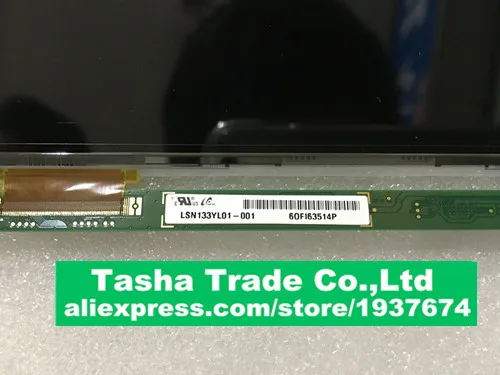 LSN133YL01-001 60FI63514P
Tasha Trade Co.,Ltd
aliexpress.com/store/1937674